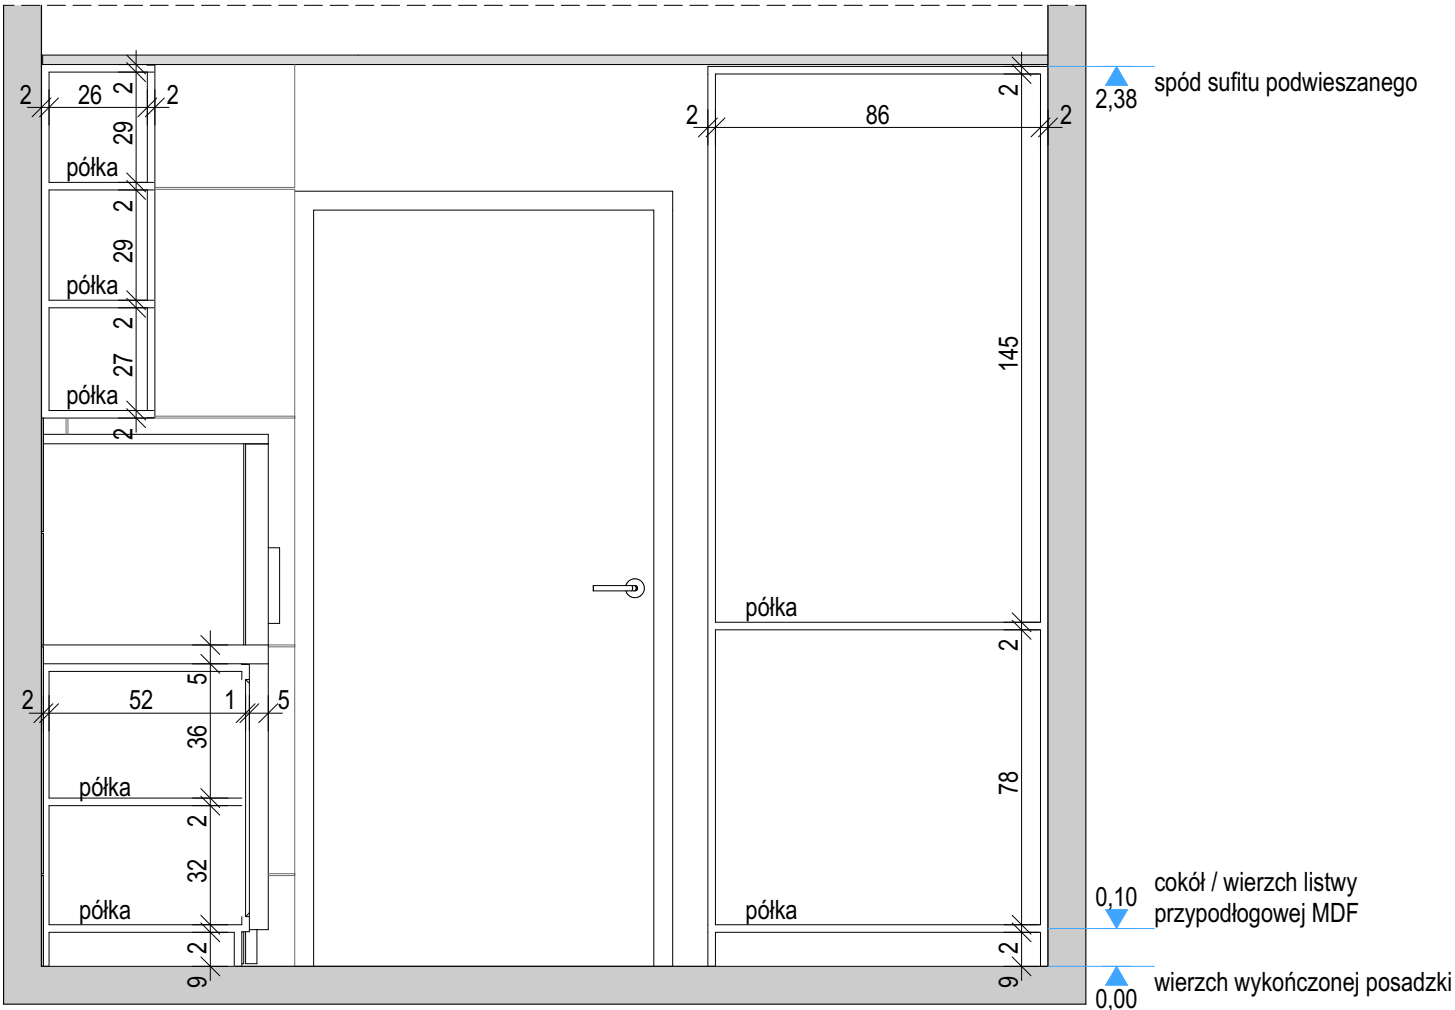 2
26
2
2
29
półka
2
29
półka
2
27
półka
2
2
86
2
2
145
półka
2
78
półka
2
9
5
2
52
1
5
36
półka
2
32
półka
2
9
2,38
spód sufitu podwieszanego
0,10
cokół / wierzch listwy
przypodłogowej MDF
0,00
wierzch wykończonej posadzki